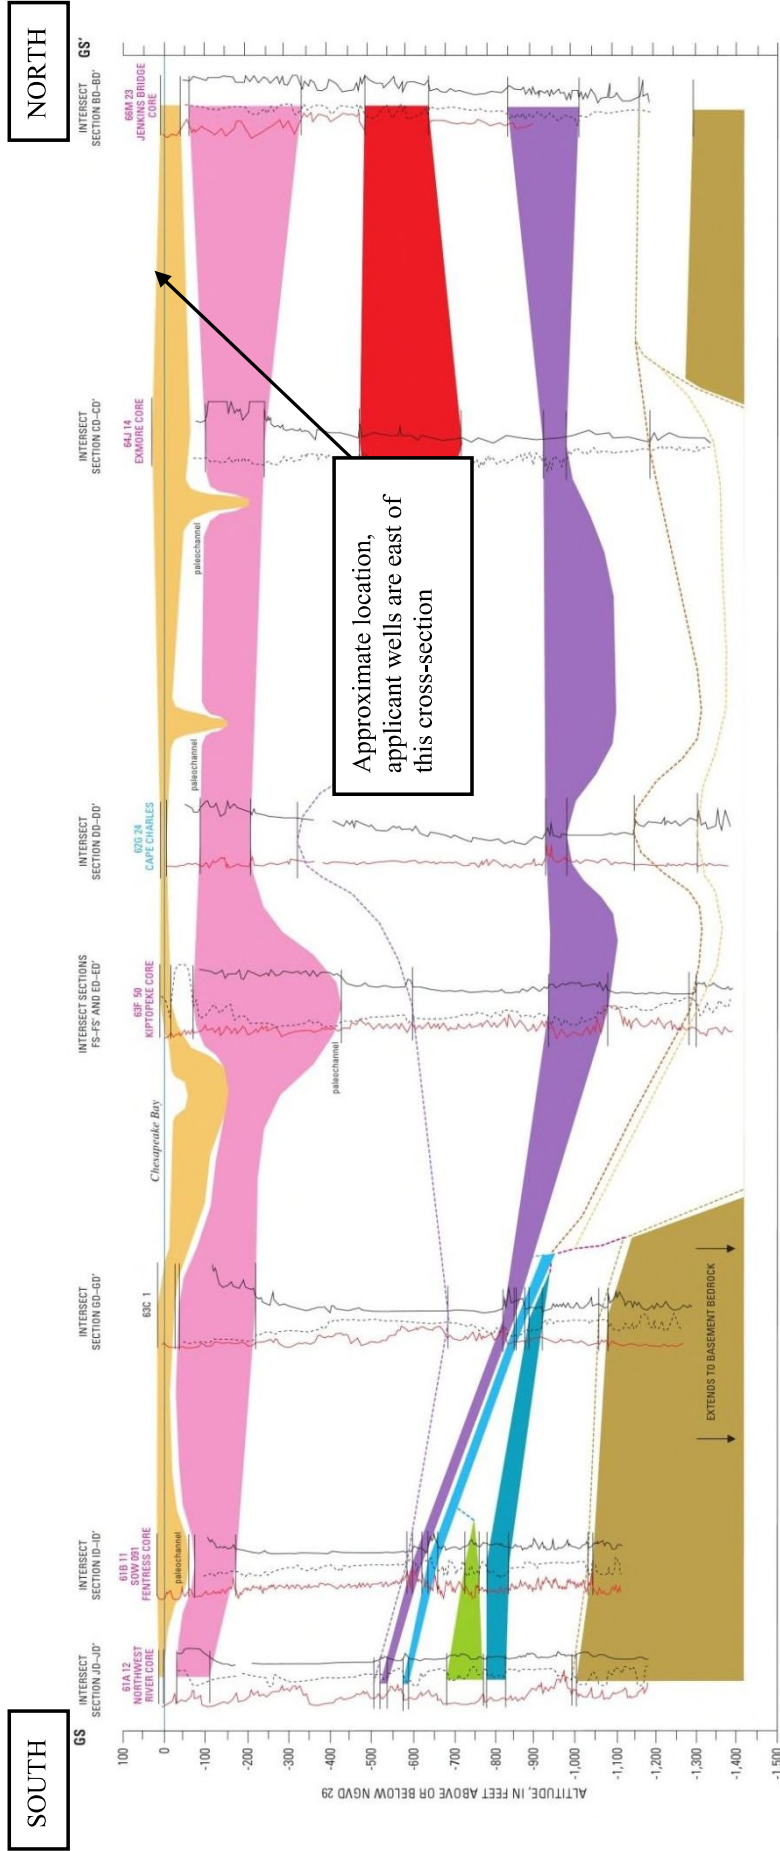 SOUTH
NORTH
GS
GS'
INTERSECT
SECTION JD–JD'
61A 12
NORTHWEST
RIVER CORE
INTERSECT
SECTION ID–ID'
61B 11
SOW 091
FENTRESS CORE
INTERSECT
SECTION GD–GD'
63C 1
INTERSECT SECTIONS
FS–FS' AND ED–ED'
63F 50
KIPTOPEKE CORE
INTERSECT
SECTION DD–DD'
62G 24
CAPE CHARLES
INTERSECT
SECTION CD–CD'
64J 14
EXMORE CORE
INTERSECT
SECTION BD–BD'
66M 23
JENKINS BRIDGE
CORE
Chesapeake Bay
paleochannel
paleochannel
paleochannel
paleochannel
Approximate location,
applicant wells are east of
this cross-section
EXTENDS TO BASEMENT BEDROCK
ALTITUDE, IN FEET ABOVE OR BELOW NGVD 29
100
0
-100
-200
-300
-400
-500
-600
-700
-800
-900
-1,000
-1,100
-1,200
-1,300
-1,400
-1,500